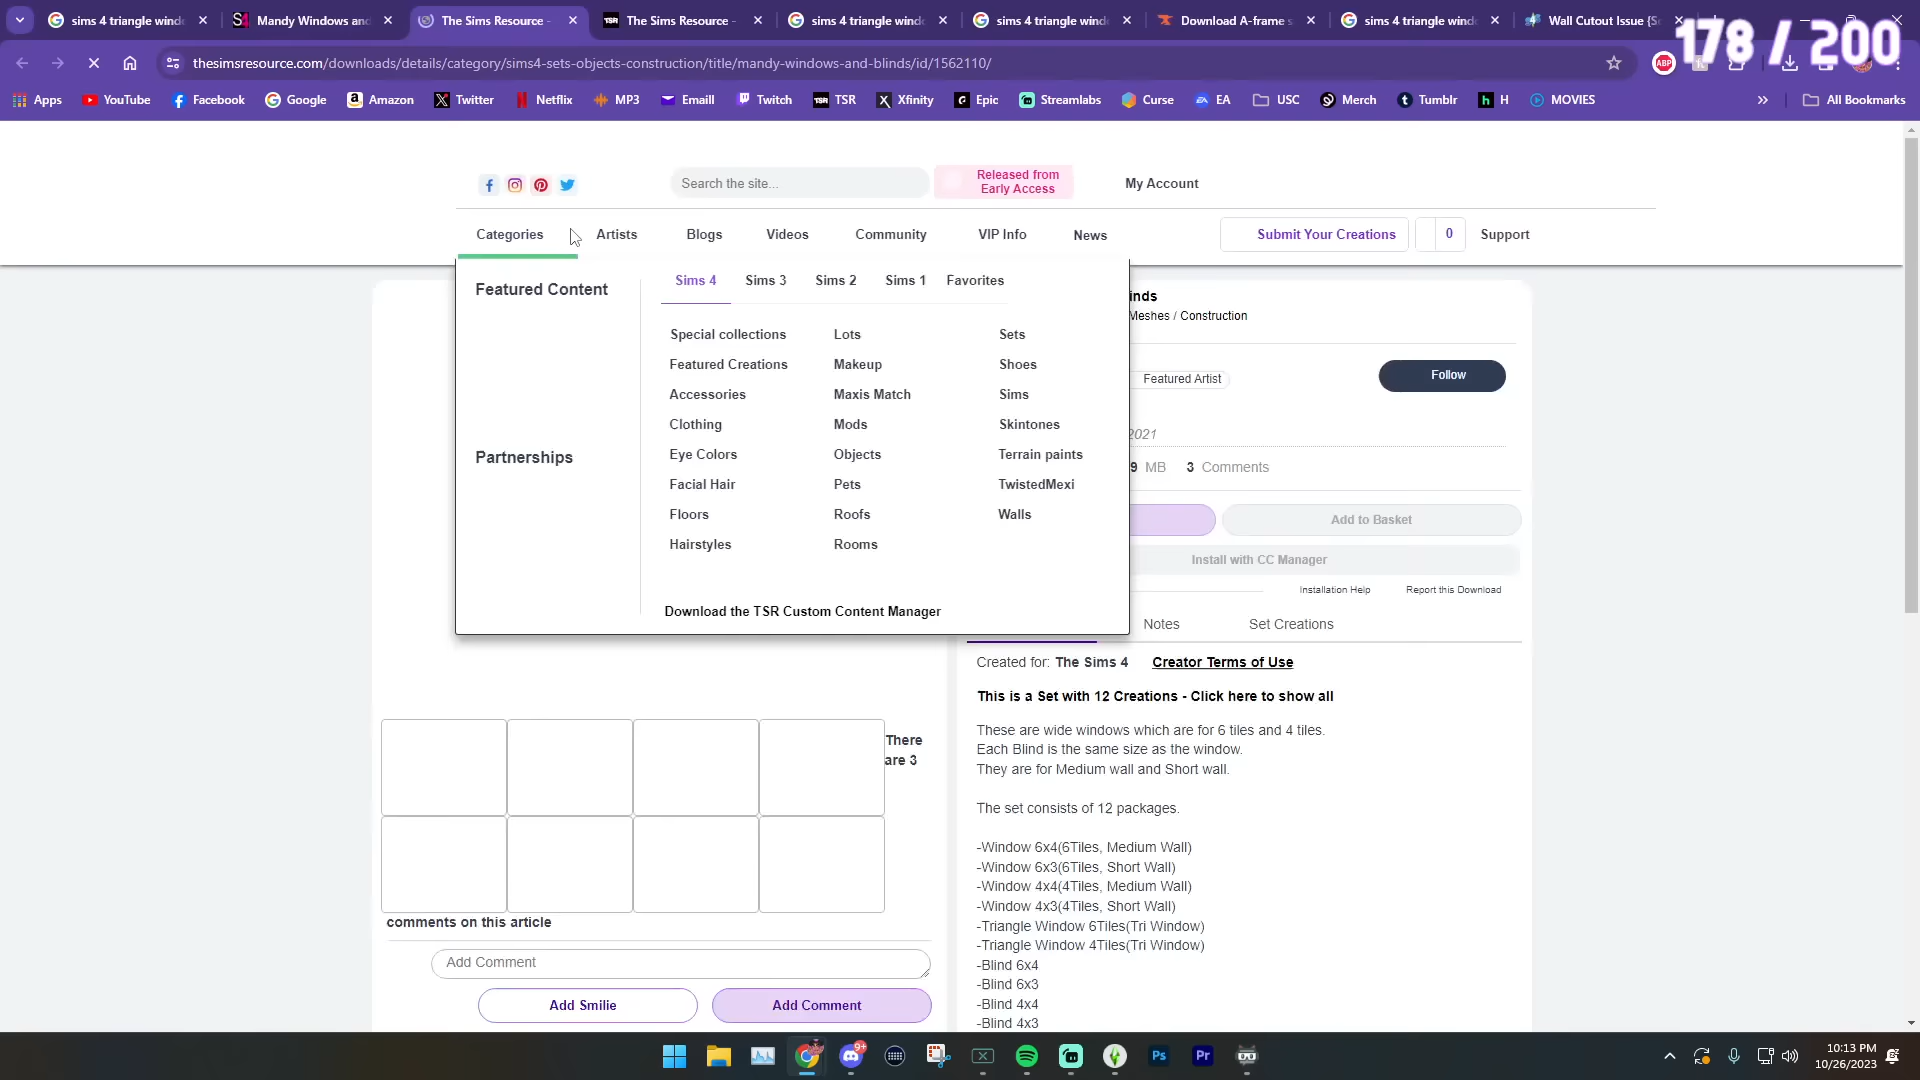 sims 4 triangle wind
Mandy Windows and
The Sims Resource -
The Sims Resource -
sims 4 triangle wind
sims 4 triangle wind
Download A-frame s
sims 4 triangle wind
Wall Cutout Issue {S
178 / 200
thesimsresource.com/downloads/details/category/sims4-sets-objects-construction/title/mandy-windows-and-blinds/id/1562110/
Apps
YouTube
Facebook
Google
Amazon
Twitter
Netflix
MP3
Emaill
Twitch
TSR
Xfinity
Epic
Streamlabs
Curse
EA
USC
Merch
Tumblr
H
MOVIES
All Bookmarks
Search the site...
Released from
Early Access
My Account
Categories
Artists
Blogs
Videos
Community
VIP Info
News
Submit Your Creations
0
Support
Featured Content
Partnerships
Sims 4
Sims 3
Sims 2
Sims 1
Favorites
Special collections
Featured Creations
Accessories
Clothing
Eye Colors
Facial Hair
Floors
Hairstyles
Lots
Makeup
Maxis Match
Mods
Objects
Pets
Roofs
Rooms
Sets
Shoes
Sims
Skintones
Terrain paints
TwistedMexi
Walls
Download the TSR Custom Content Manager
inds
Meshes / Construction
Featured Artist
Follow
2021
9 MB
3 Comments
Add to Basket
Install with CC Manager
Installation Help
Report this Download
Notes
Set Creations
Created for: The Sims 4
Creator Terms of Use
This is a Set with 12 Creations - Click here to show all
These are wide windows which are for 6 tiles and 4 tiles.
Each Blind is the same size as the window.
They are for Medium wall and Short wall.
The set consists of 12 packages.
-Window 6x4(6Tiles, Medium Wall)
-Window 6x3(6Tiles, Short Wall)
-Window 4x4(4Tiles, Medium Wall)
-Window 4x3(4Tiles, Short Wall)
-Triangle Window 6Tiles(Tri Window)
-Triangle Window 4Tiles(Tri Window)
-Blind 6x4
-Blind 6x3
-Blind 4x4
-Blind 4x3
There
are 3
comments on this article
Add Comment
Add Smilie
Add Comment
10:13 PM
10/26/2023